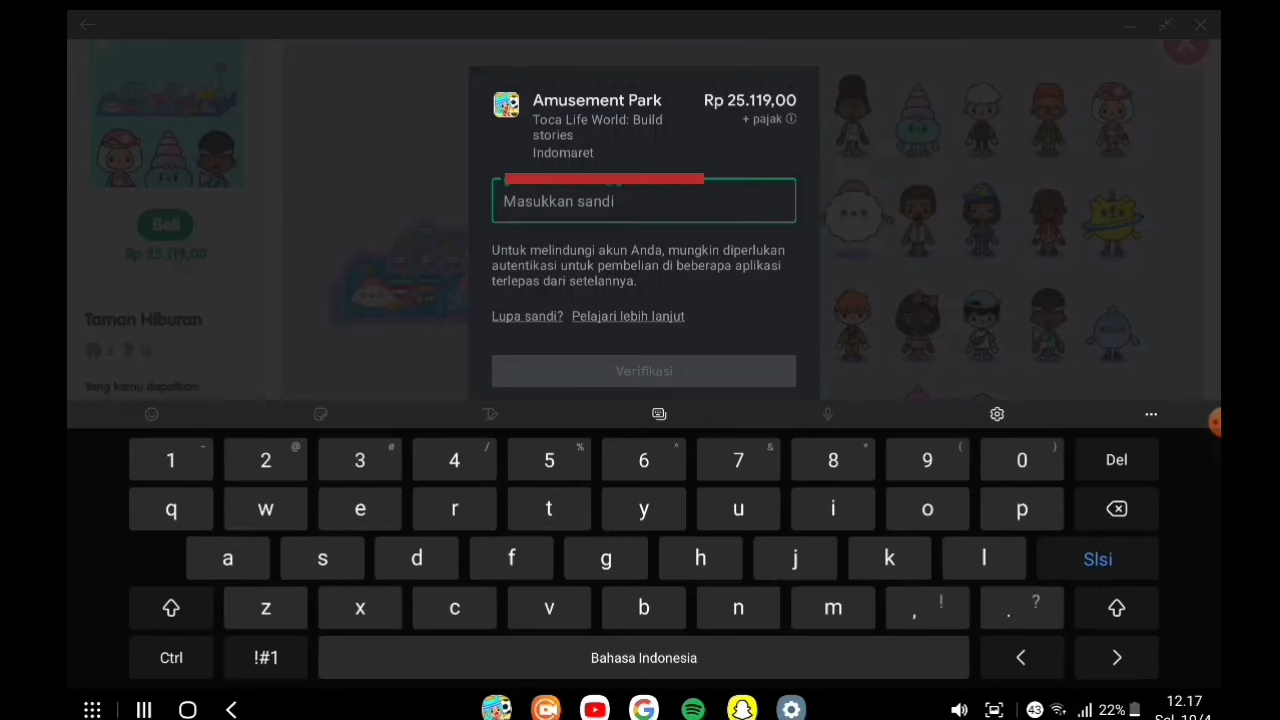 Amusement Park
Rp 25.119,00
Toca Life World: Build
stories
+ pajak
Indomaret
Masukkan sandi
Untuk melindungi akun Anda, mungkin diperlukan
autentikasi untuk pembelian di beberapa aplikasi
terlepas dari setelannya.
Lupa sandi? Pelajari lebih lanjut
Verifikasi
Beli
Rp 25.119,00
Taman Hiburan
Yang kamu dapatkan:
1 - 2 @ 3 # 4 / 5 % 6 ^ 7 & 8 * 9 ( 0 ) Del
q w e r t y u i o p
a s d f g h j k l Slsi
z x c v b n m , ! . ?
Ctrl !#1 Bahasa Indonesia < >
43 22% 12.17